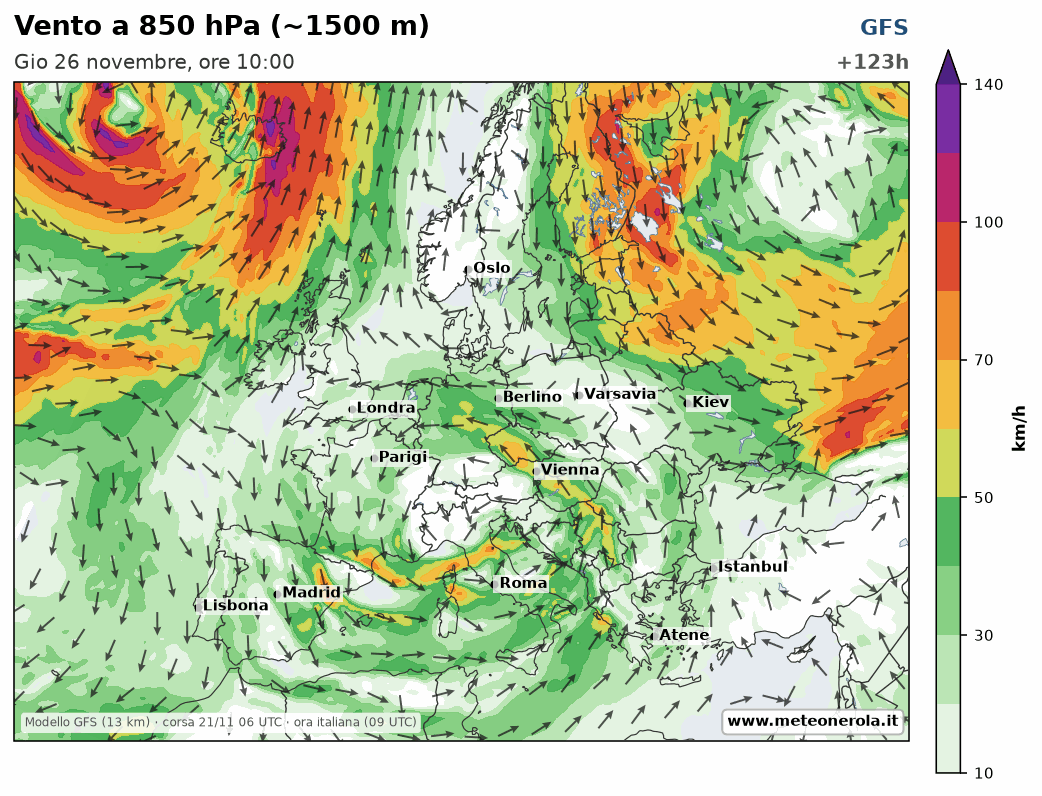 Vento a 850 hPa (~1500 m)
GFS
Gio 26 novembre, ore 10:00
+123h
140
100
70
50
30
10
km/h
Oslo
Berlino
Varsavia
Kiev
Londra
Parigi
Vienna
Istanbul
Roma
Madrid
Lisbona
Atene
Modello GFS (13 km) · corsa 21/11 06 UTC · ora italiana (09 UTC)
www.meteonerola.it